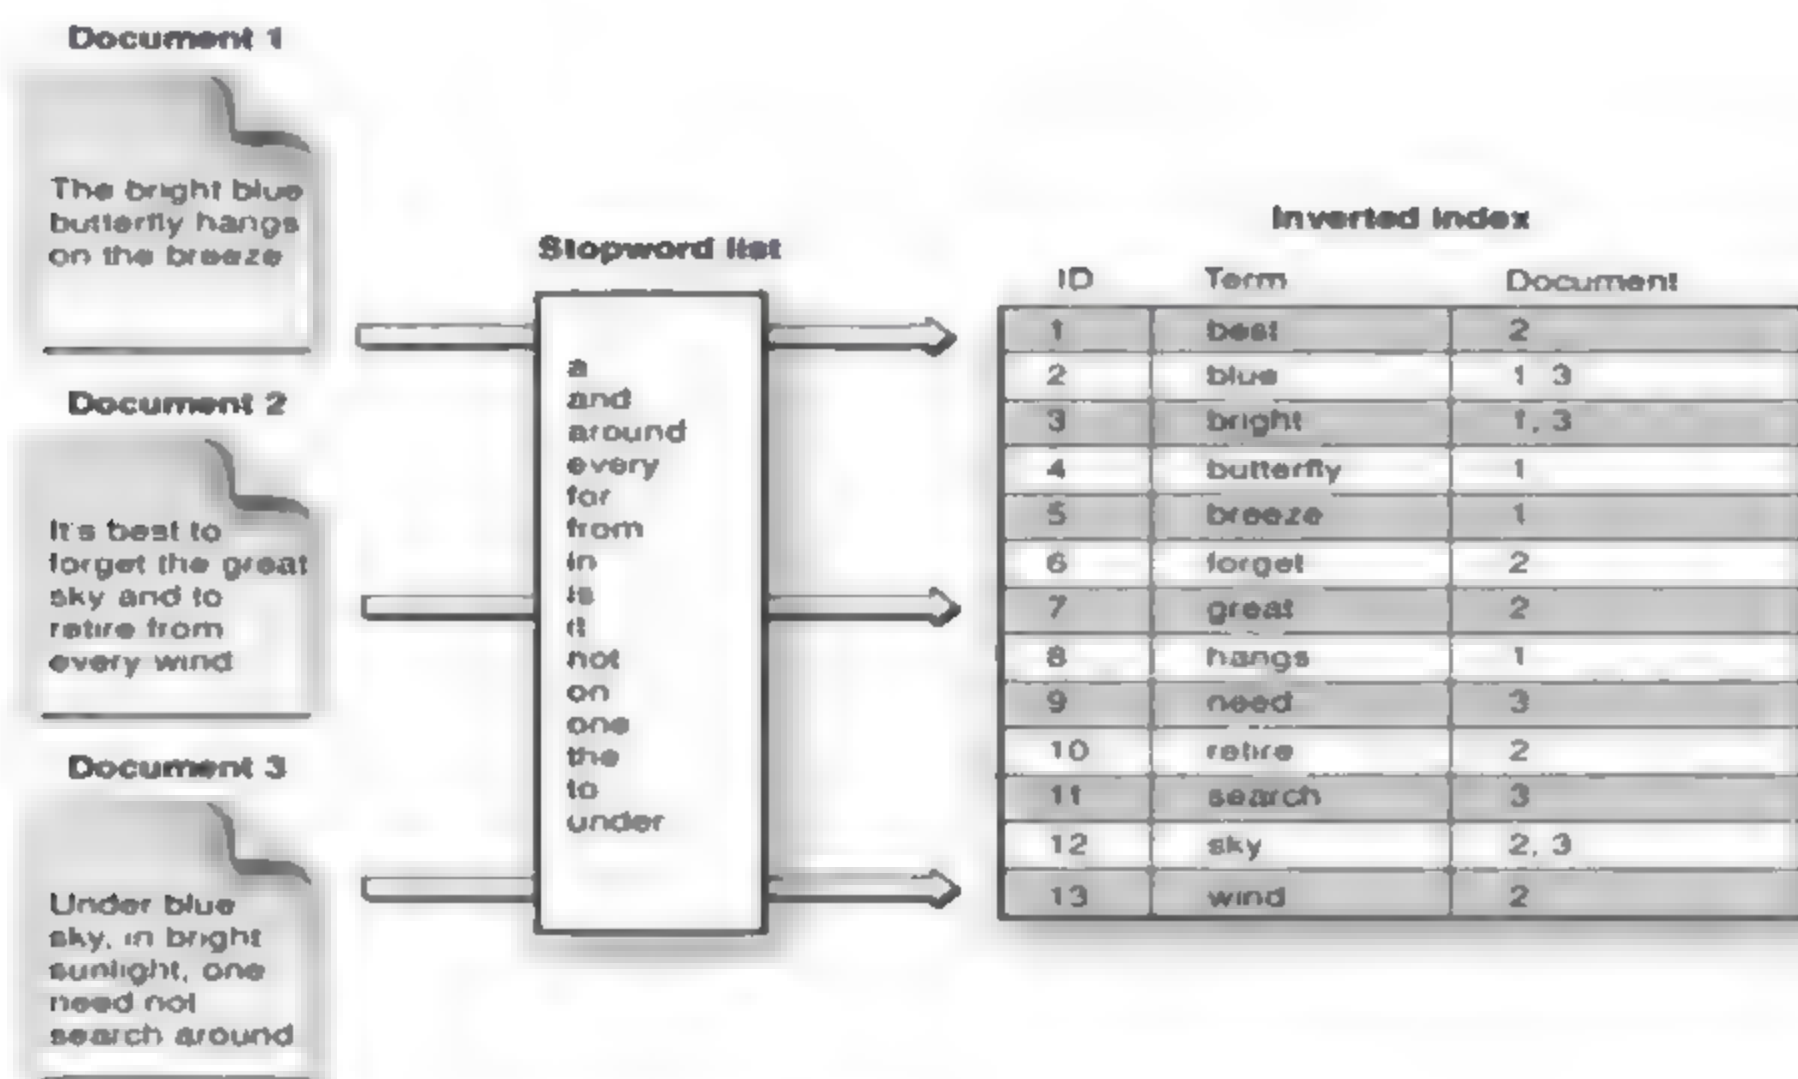 Document 1
The bright blue
butterfly hangs
on the breeze
Document 2
It's best to
forget the great
sky and to
retire from
every wind
Document 3
Under blue
sky, in bright
sunlight, one
need not
search around
Stopword list
a
and
around
every
for
from
in
is
it
not
on
one
the
to
under
Inverted index
ID Term Document
1 best 2
2 blue 1 3
3 bright 1, 3
4 butterfly 1
5 breeze 1
6 forget 2
7 great 2
8 hangs 1
9 need 3
10 retire 2
11 search 3
12 sky 2, 3
13 wind 2